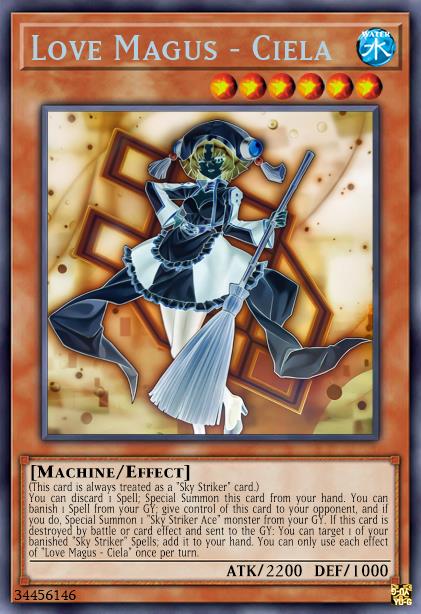 Love Magus - Ciela
WATER
水
[Machine/Effect]
(This card is always treated as a "Sky Striker" card.)
You can discard 1 Spell; Special Summon this card from your hand. You can
banish 1 Spell from your GY; give control of this card to your opponent, and if
you do, Special Summon 1 "Sky Striker Ace" monster from your GY. If this card is
destroyed by battle or card effect and sent to the GY: You can target 1 of your
banished "Sky Striker" Spells; add it to your hand. You can only use each effect
of "Love Magus - Ciela" once per turn.
ATK/2200 DEF/1000
34456146